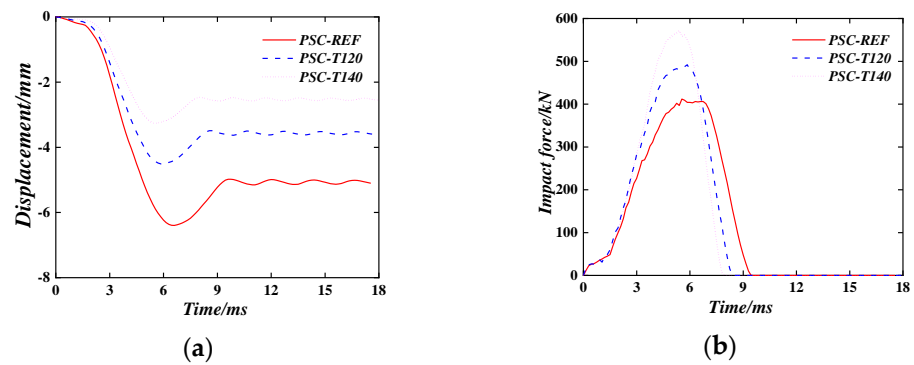 0
-2
-4
-6
-8
Displacement/mm
PSC-REF
PSC-T120
PSC-T140
0 3 6 9 12 15 18
Time/ms
(a)
600
500
400
300
200
100
0
Impact force/kN
PSC-REF
PSC-T120
PSC-T140
0 3 6 9 12 15 18
Time/ms
(b)